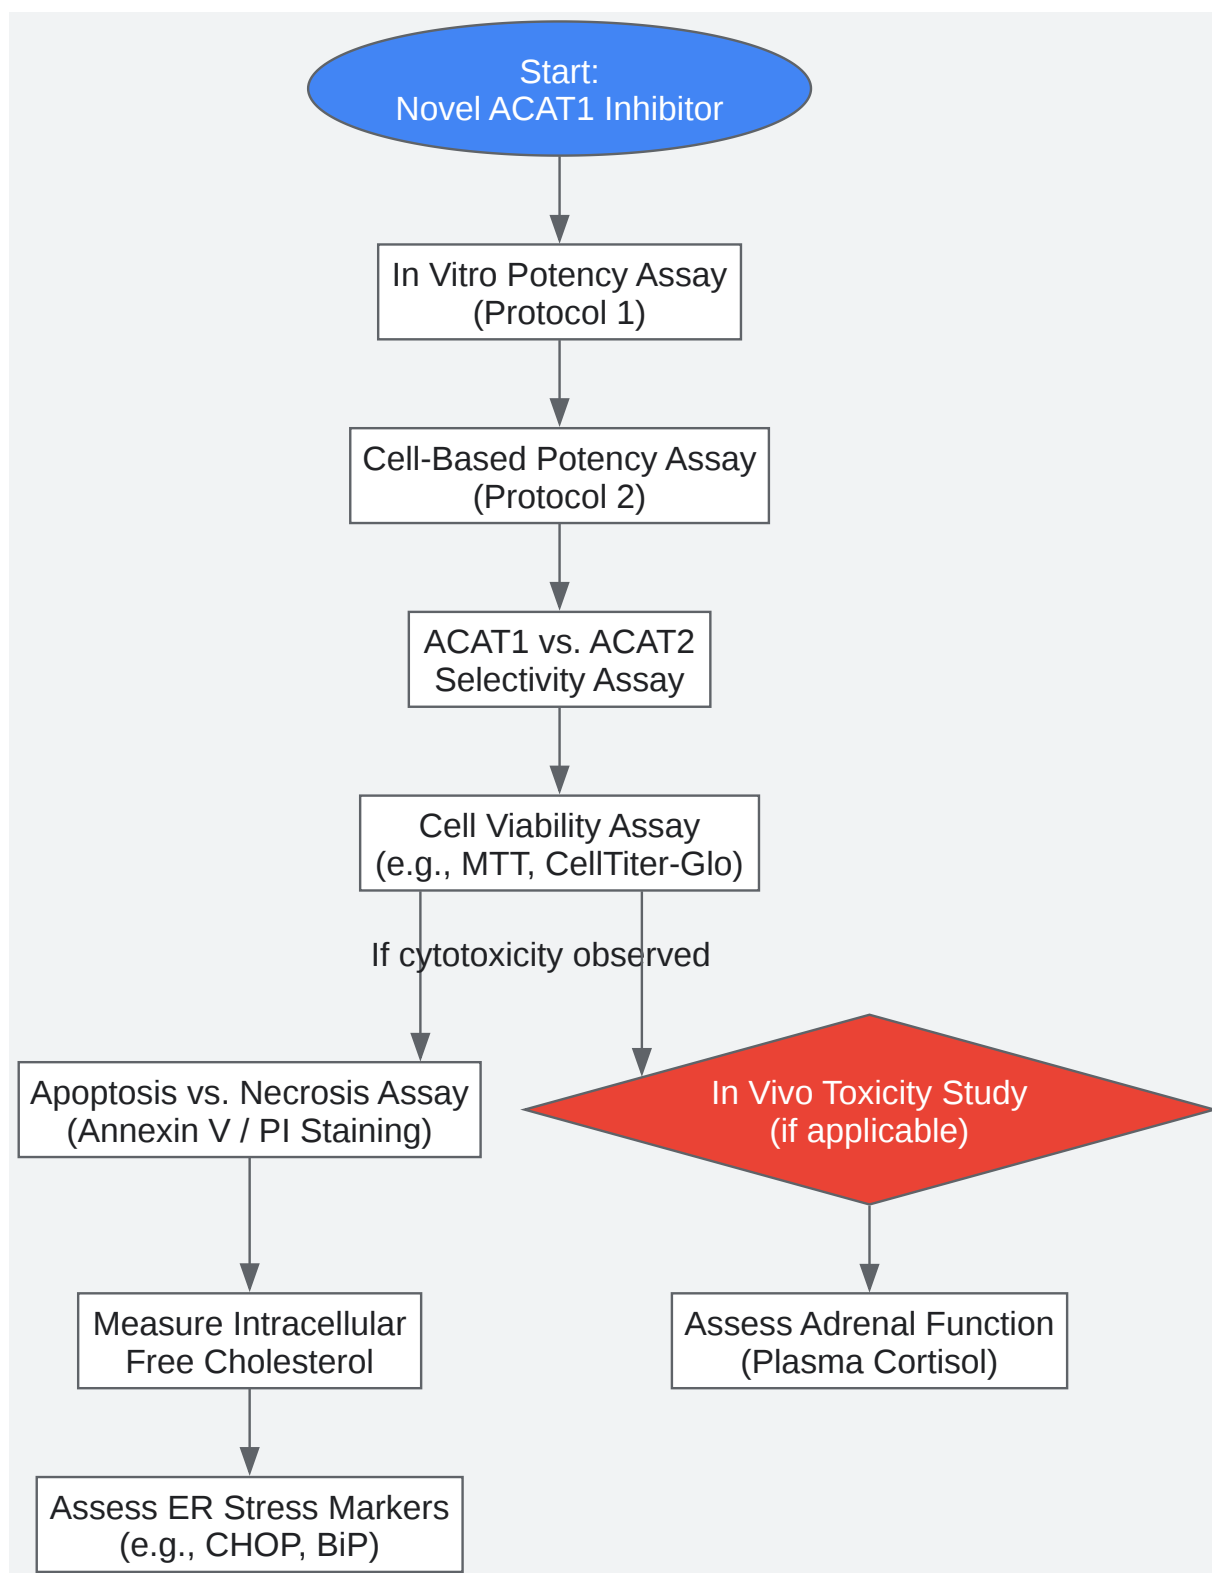 Start:
Novel ACAT1 Inhibitor
In Vitro Potency Assay
(Protocol 1)
Cell-Based Potency Assay
(Protocol 2)
ACAT1 vs. ACAT2
Selectivity Assay
Cell Viability Assay
(e.g., MTT, CellTiter-Glo)
If cytotoxicity observed
Apoptosis vs. Necrosis Assay
(Annexin V / PI Staining)
In Vivo Toxicity Study
(if applicable)
Measure Intracellular
Free Cholesterol
Assess Adrenal Function
(Plasma Cortisol)
Assess ER Stress Markers
(e.g., CHOP, BiP)